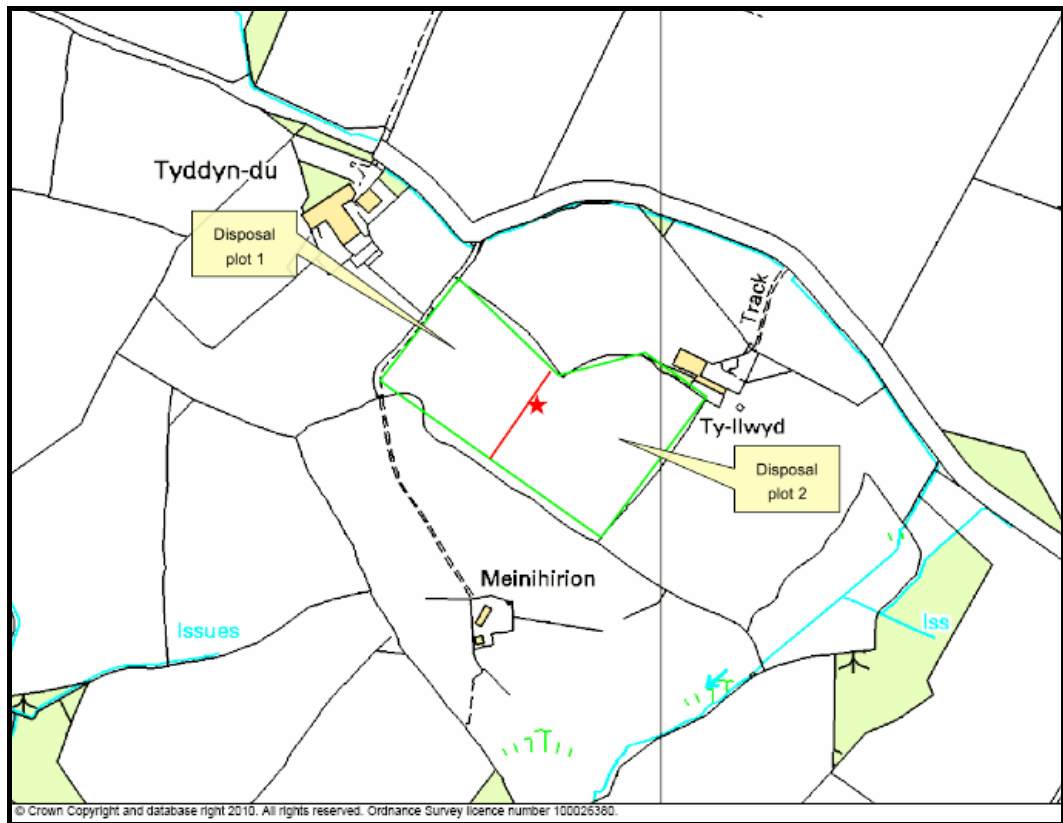 Tyddyn-du
Disposal
plot 1
Track
Ty-llwyd
Disposal
plot 2
Meinihirion
Issues
Iss
© Crown Copyright and database right 2010. All rights reserved. Ordnance Survey licence number 100026380.